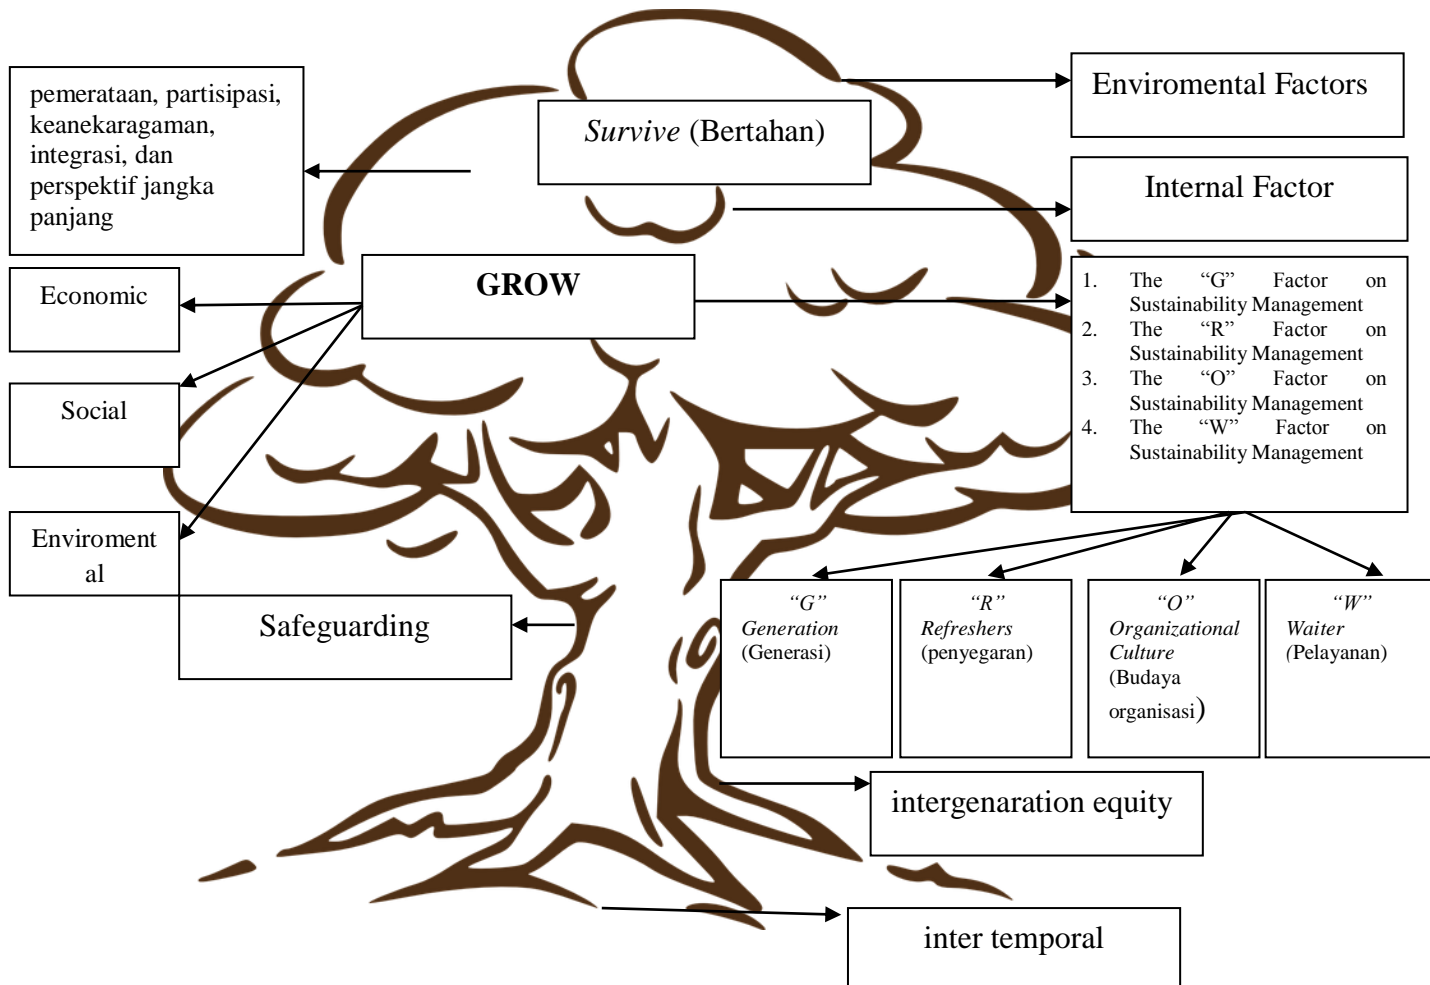 pemerataan, partisipasi,
keanekaragaman,
integrasi, dan
perspektif jangka
panjang
Survive (Bertahan)
Enviromental Factors
Internal Factor
Economic
GROW
1. The “G” Factor on
Sustainability Management
2. The “R” Factor on
Sustainability Management
3. The “O” Factor on
Sustainability Management
4. The “W” Factor on
Sustainability Management
Social
Enviroment
al
Safeguarding
“G”
Generation
(Generasi)
“R”
Refreshers
(penyegaran)
“O”
Organizational
Culture
(Budaya
organisasi)
“W”
Waiter
(Pelayanan)
intergenaration equity
inter temporal